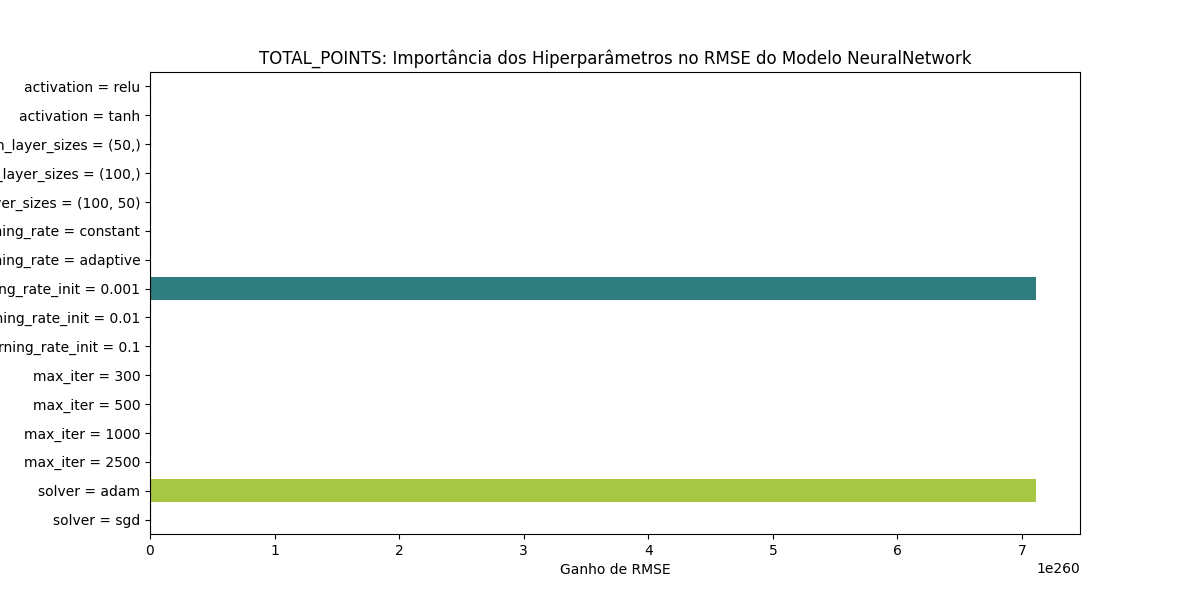 TOTAL_POINTS: Importância dos Hiperparâmetros no RMSE do Modelo NeuralNetwork
activation = relu
activation = tanh
n_layer_sizes = (50,)
_layer_sizes = (100,)
er_sizes = (100, 50)
ning_rate = constant
ning_rate = adaptive
ng_rate_init = 0.001
ning_rate_init = 0.01
rning_rate_init = 0.1
max_iter = 300
max_iter = 500
max_iter = 1000
max_iter = 2500
solver = adam
solver = sgd
0 1 2 3 4 5 6 7
1e260
Ganho de RMSE